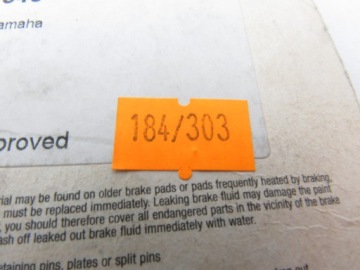 amaha
184/303
proved
rial may be found on older brake pads or pads frequently heated by braking.
must be replaced immediately. Leaking brake fluid may damage the paint
you should therefore cover all endangered parts in the vicinity of the brake
ash off leaked out brake fluid immediately with water.
taining pins, plates or split pins